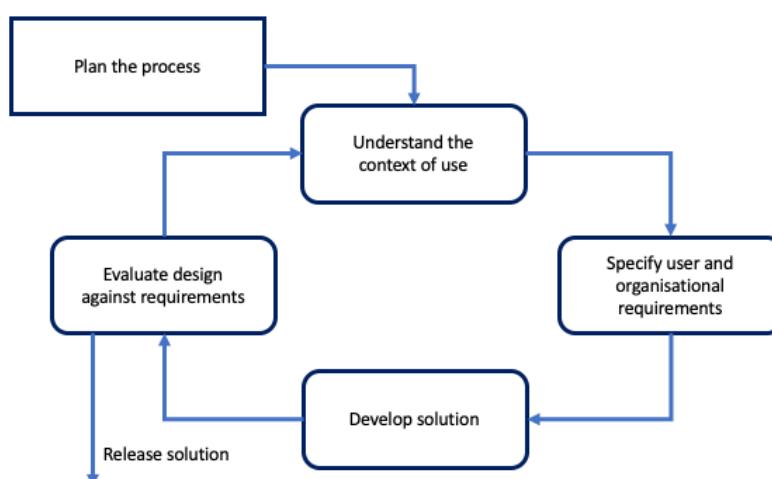 Plan the process
Understand the
context of use
Evaluate design
against requirements
Specify user and
organisational
requirements
Develop solution
Release solution